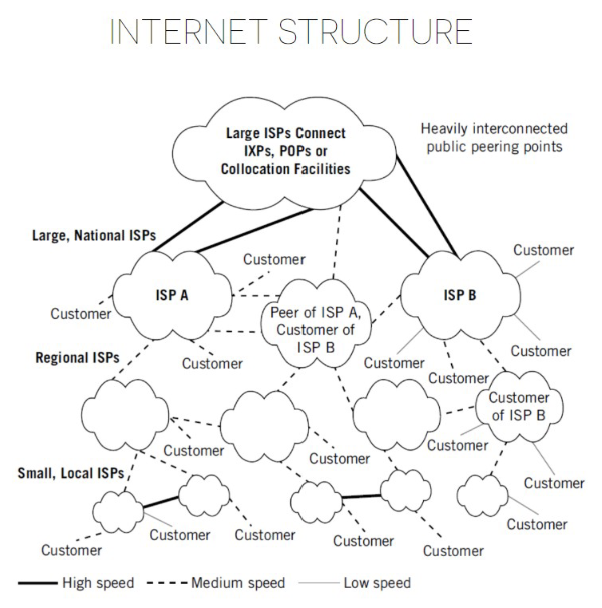 INTERNET STRUCTURE
Large ISPs Connect
IXPs, POPs or
Collocation Facilities
Heavily interconnected
public peering points
Large, National ISPs
Customer
Customer
ISP A
ISP B
Customer
Peer of ISP A,
Customer of
ISP B
Customer
Regional ISPs
Customer
Customer
Customer
Customer
of ISP B
Customer
Customer
Customer
Small, Local ISPs
Customer
Customer
Customer
Customer
Customer
Customer
Customer
High speed
Medium speed
Low speed